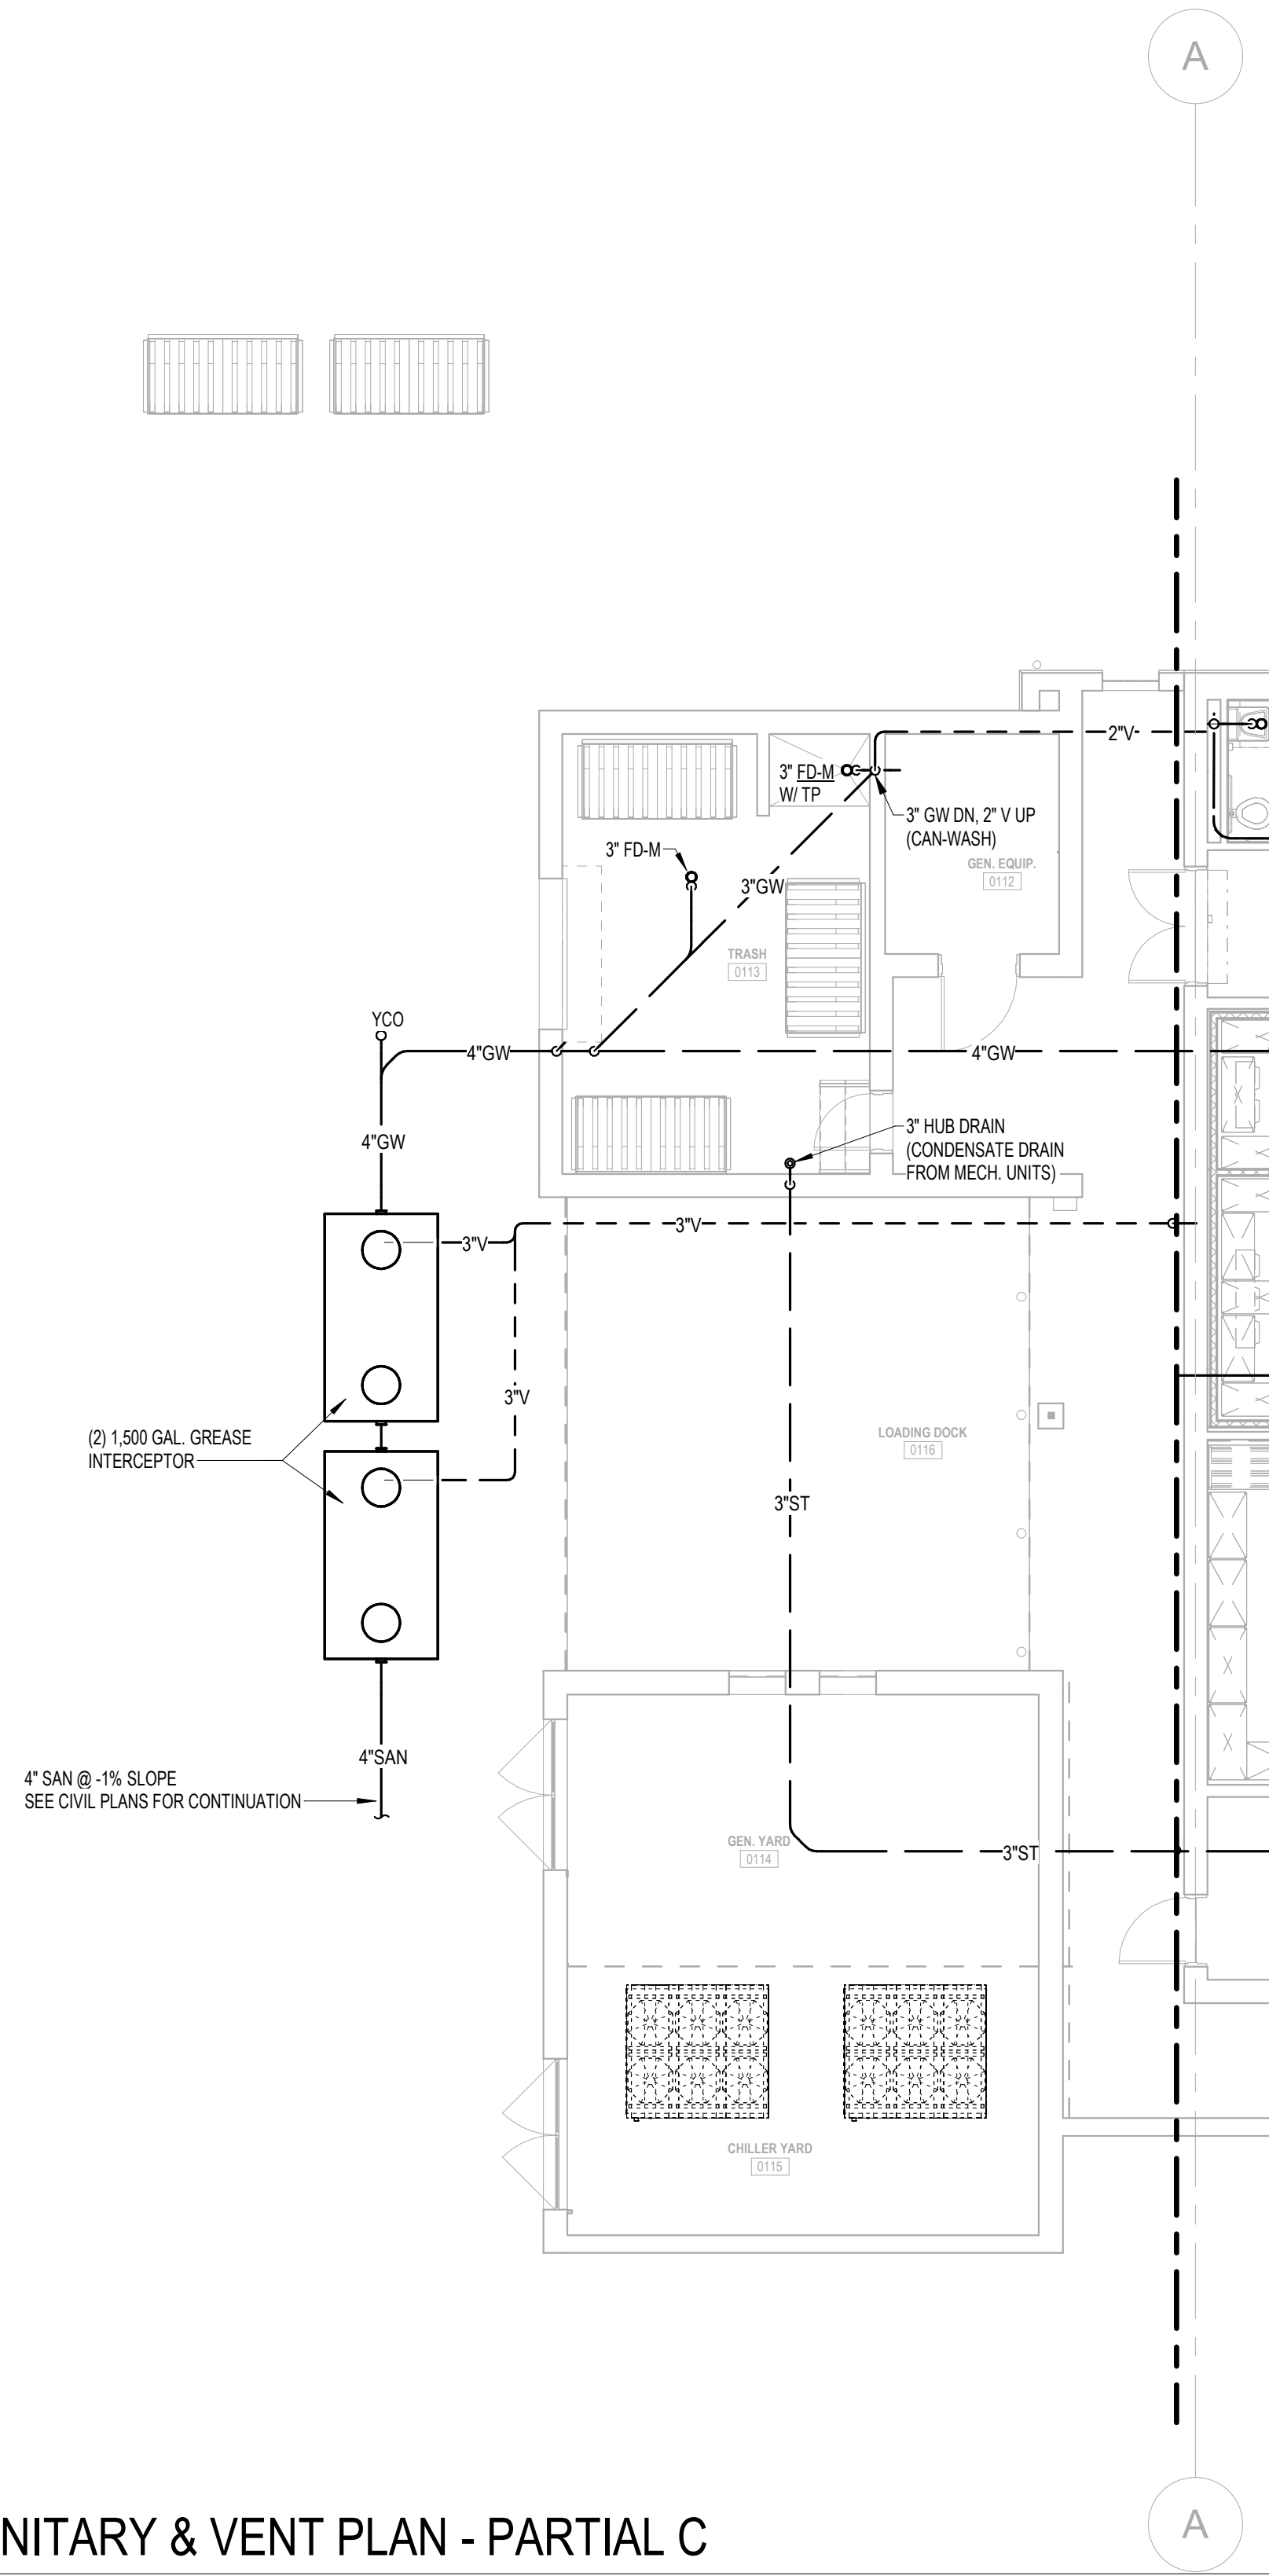 A
2"V
3" FD-M
W/ TP
3" GW DN, 2" V UP
(CAN-WASH)
3" FD-M
GEN. EQUIP.
0112
3"GW
TRASH
0113
YCO
4"GW
4"GW
3" HUB DRAIN
(CONDENSATE DRAIN
FROM MECH. UNITS)
4"GW
3"V
3"V
3"V
(2) 1,500 GAL. GREASE
INTERCEPTOR
LOADING DOCK
0116
3"ST
4"SAN
4" SAN @ -1% SLOPE
SEE CIVIL PLANS FOR CONTINUATION
GEN. YARD
0114
3"ST
CHILLER YARD
0115
NITARY & VENT PLAN - PARTIAL C
A